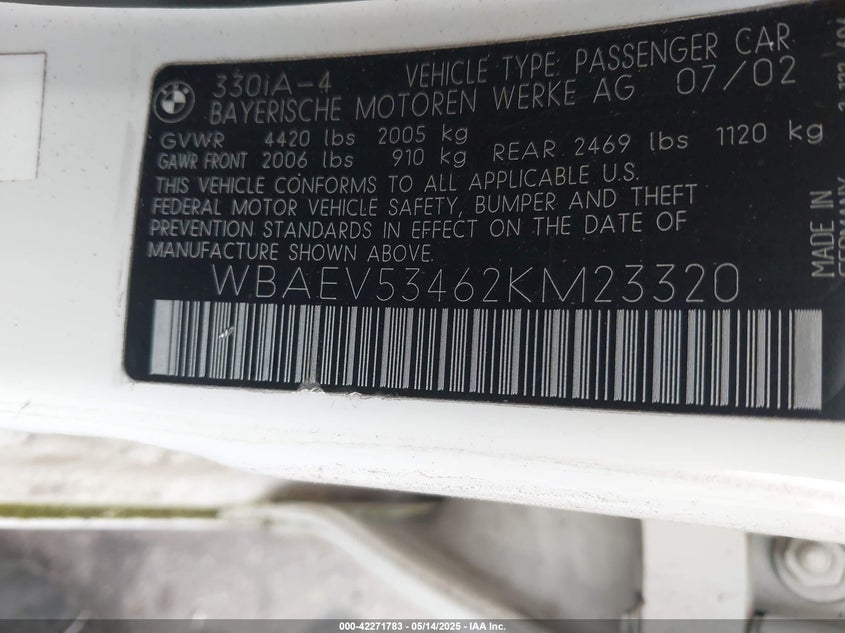 330iA-4 VEHICLE TYPE: PASSENGER CAR
BAYERISCHE MOTOREN WERKE AG 07/02
GVWR 4420 lbs 2005 kg
GAWR FRONT 2006 lbs 910 kg REAR 2469 lbs 1120 kg
THIS VEHICLE CONFORMS TO ALL APPLICABLE U.S.
FEDERAL MOTOR VEHICLE SAFETY, BUMPER AND THEFT
PREVENTION STANDARDS IN EFFECT ON THE DATE OF
MANUFACTURE SHOWN ABOVE.
WBAEV53462KM23320
MADE IN
GERMANY
000-42271783 / 05/14/2025 - IAA Inc.